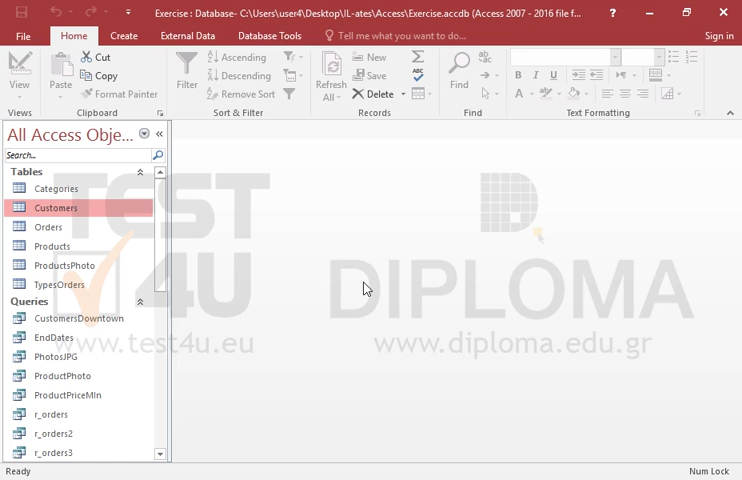 Exercise : Database- C:\Users\user4\Desktop\IL-ates\Access\Exercise.accdb (Access 2007 - 2016 file f...
File Home Create External Data Database Tools Tell me what you want to do... Sign in
View
Views
Paste
Cut
Copy
Format Painter
Clipboard
Filter
Ascending
Descending
Remove Sort
Sort & Filter
Refresh
All
New
Save
Delete
Records
Find
Find
Text Formatting
All Access Obje...
Search...
Tables
Categories
Customers
Orders
Products
ProductsPhoto
TypesOrders
Queries
CustomersDowntown
EndDates
PhotosJPG
ProductPhoto
ProductPriceMin
r_orders
r_orders2
r_orders3
TEST
4U
www.test4u.eu
DIPLOMA
www.diploma.edu.gr
Ready
Num Lock